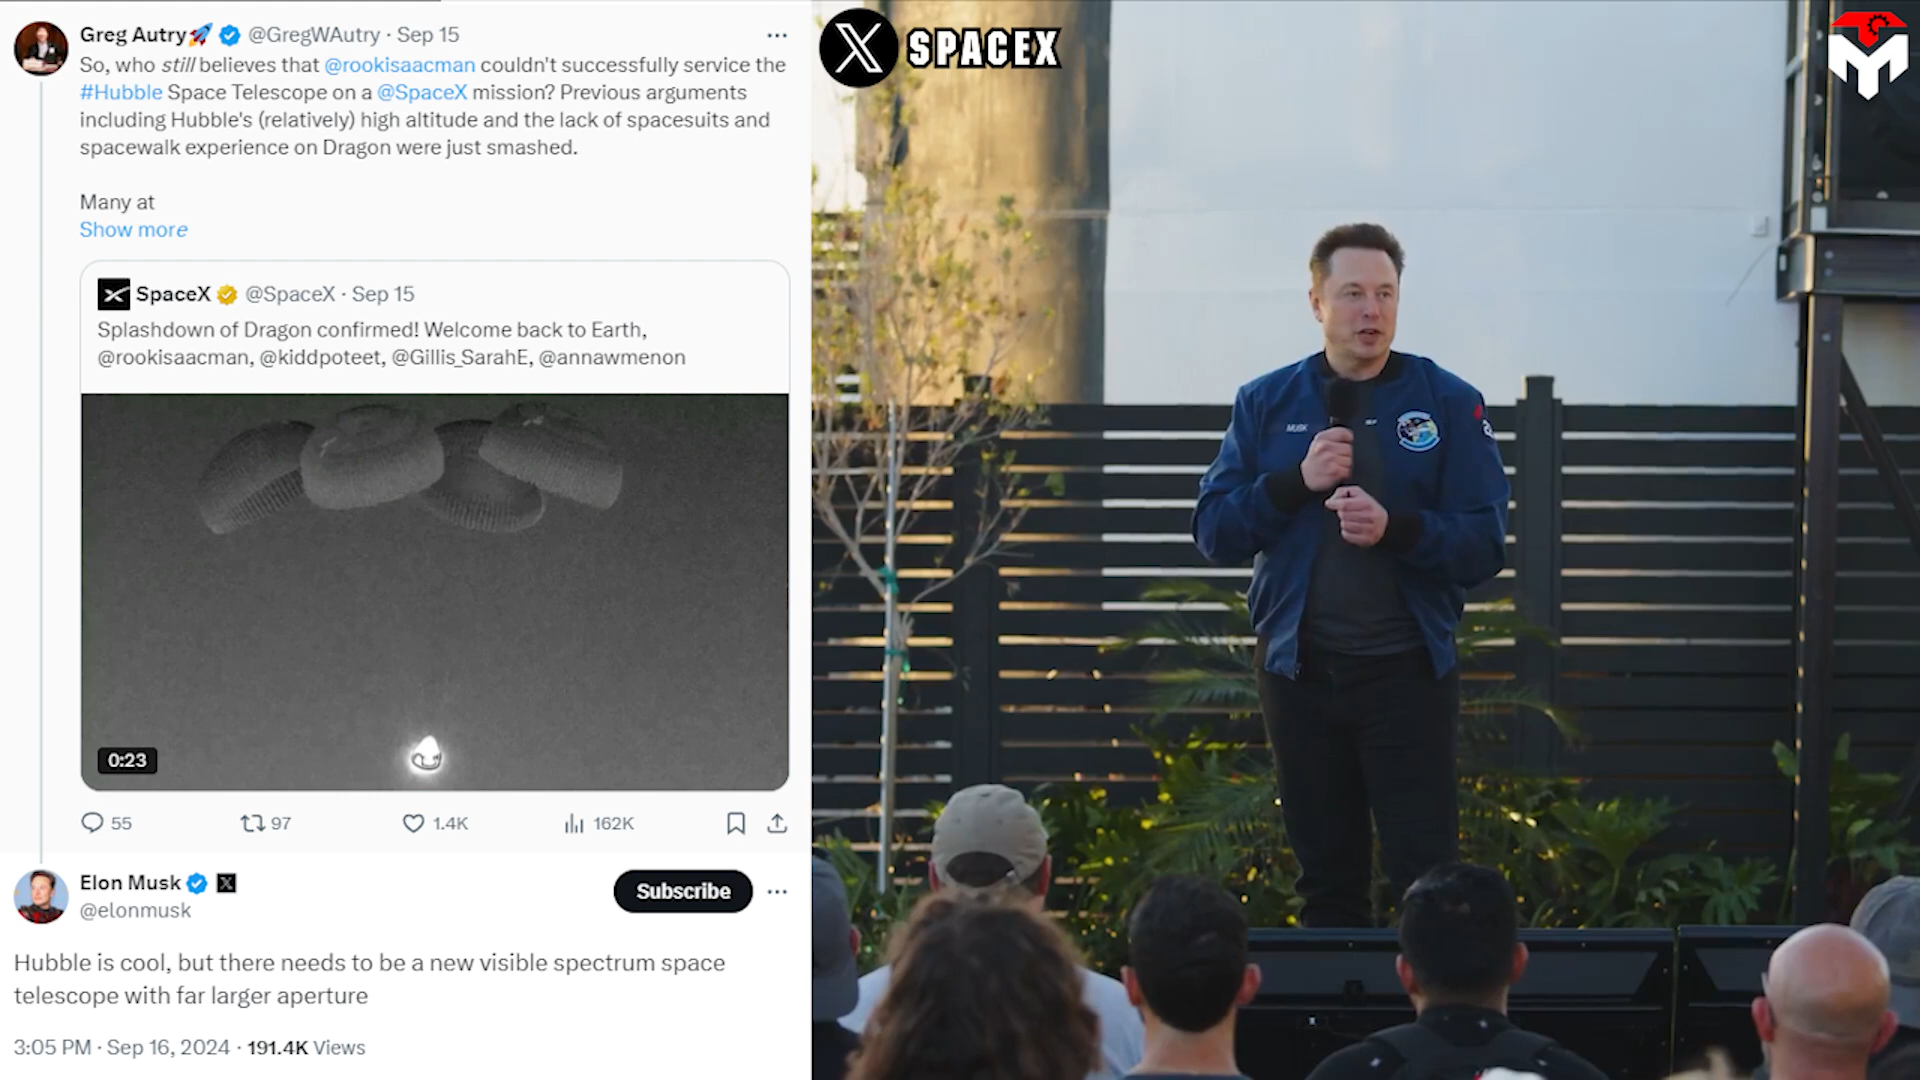 Greg Autry @GregWAutry · Sep 15
So, who still believes that @rookisaacman couldn't successfully service the
#Hubble Space Telescope on a @SpaceX mission? Previous arguments
including Hubble's (relatively) high altitude and the lack of spacesuits and
spacewalk experience on Dragon were just smashed.
Many at
Show more
SpaceX @SpaceX · Sep 15
Splashdown of Dragon confirmed! Welcome back to Earth,
@rookisaacman, @kiddpoteet, @Gillis_SarahE, @annawmenon
0:23
55 97 1.4K 162K
Elon Musk
@elonmusk
Subscribe
Hubble is cool, but there needs to be a new visible spectrum space
telescope with far larger aperture
3:05 PM · Sep 16, 2024 · 191.4K Views
X SPACEX
MUSK